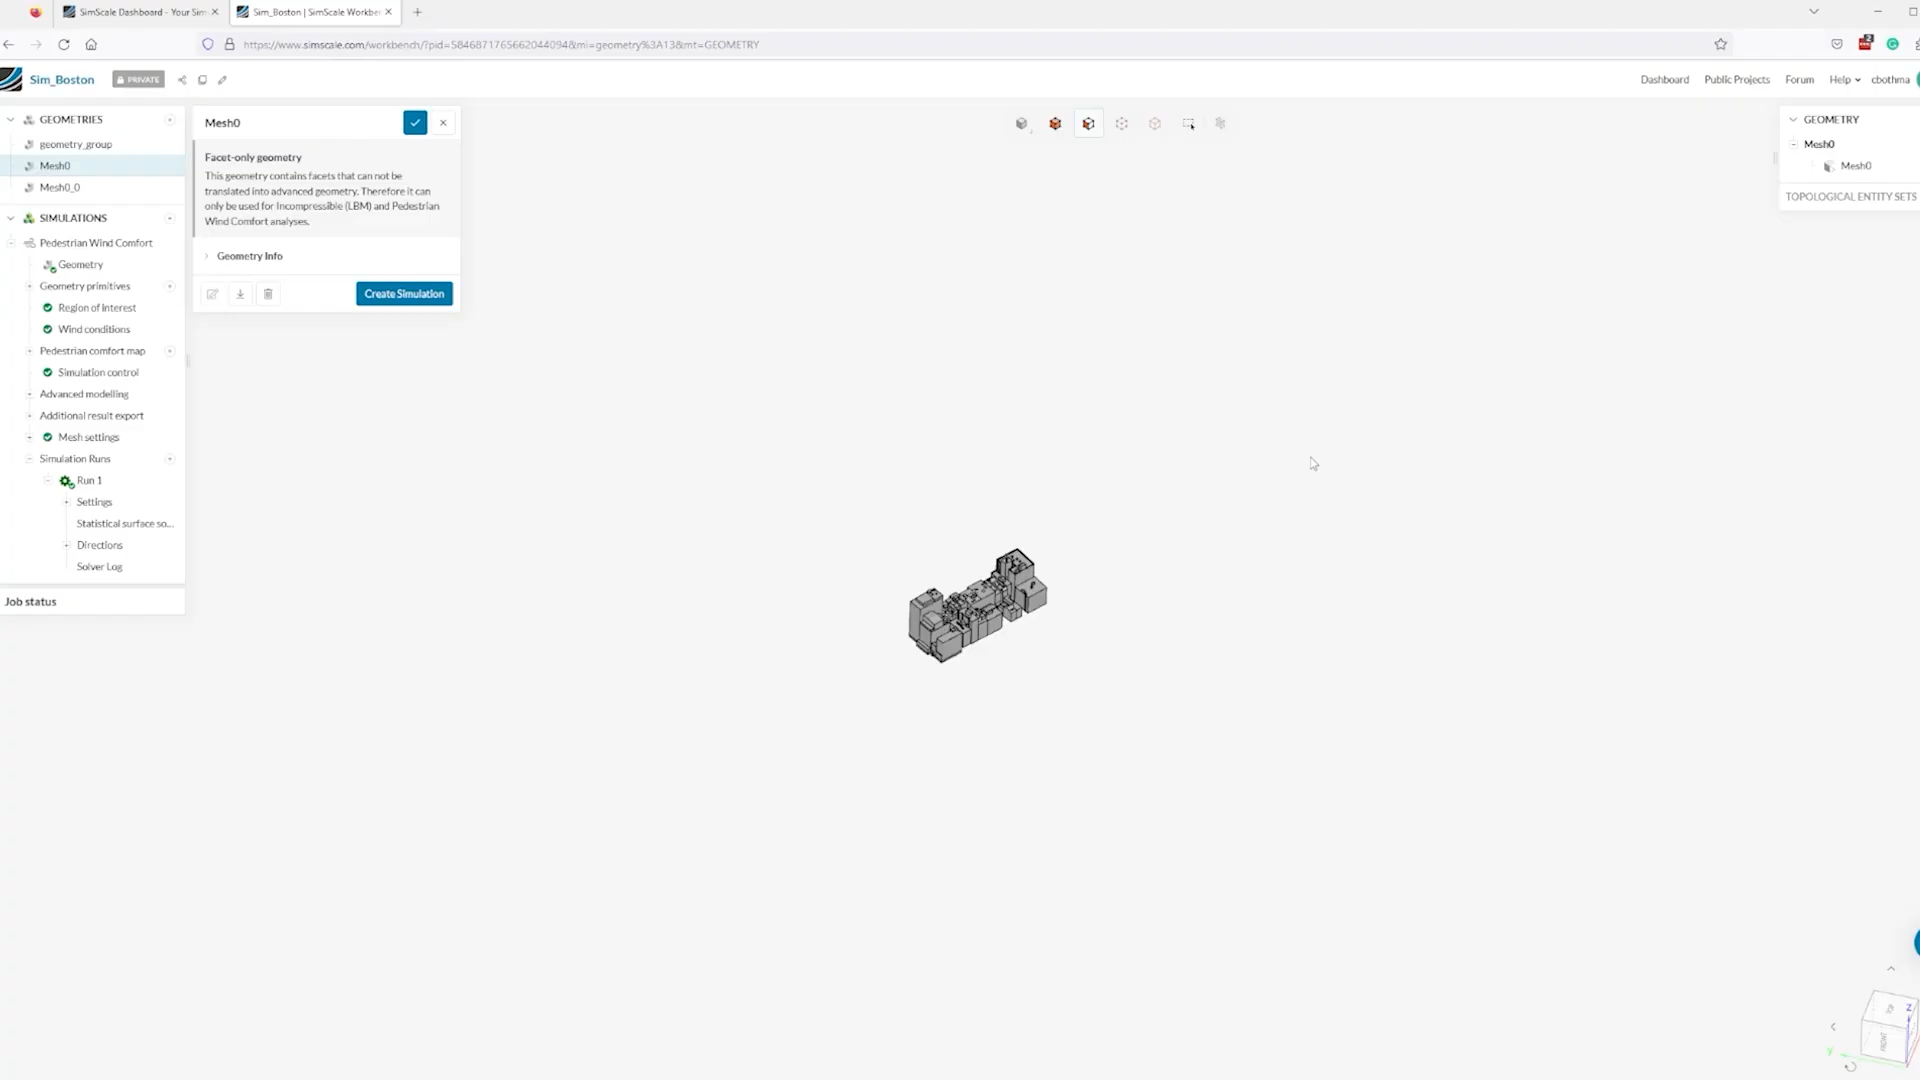 SimScale Dashboard - Your Sim
Sim_Boston | SimScale Workbe
https://www.simscale.com/workbench/?pid=5846871765662044094&mi=geometry%3A13&mt=GEOMETRY
2
Sim_Boston
PRIVATE
Dashboard
Public Projects
Forum
Help
cbothma
GEOMETRIES
geometry_group
Mesh0
Mesh0_0
SIMULATIONS
Pedestrian Wind Comfort
Geometry
Geometry primitives
Region of interest
Wind conditions
Pedestrian comfort map
Simulation control
Advanced modelling
Additional result export
Mesh settings
Simulation Runs
Run 1
Settings
Statistical surface so...
Directions
Solver Log
Job status
Mesh0
Facet-only geometry
This geometry contains facets that can not be
translated into advanced geometry. Therefore it can
only be used for Incompressible (LBM) and Pedestrian
Wind Comfort analyses.
Geometry Info
Create Simulation
GEOMETRY
Mesh0
Mesh0
TOPOLOGICAL ENTITY SETS
TOP
Z
FRONT
Y